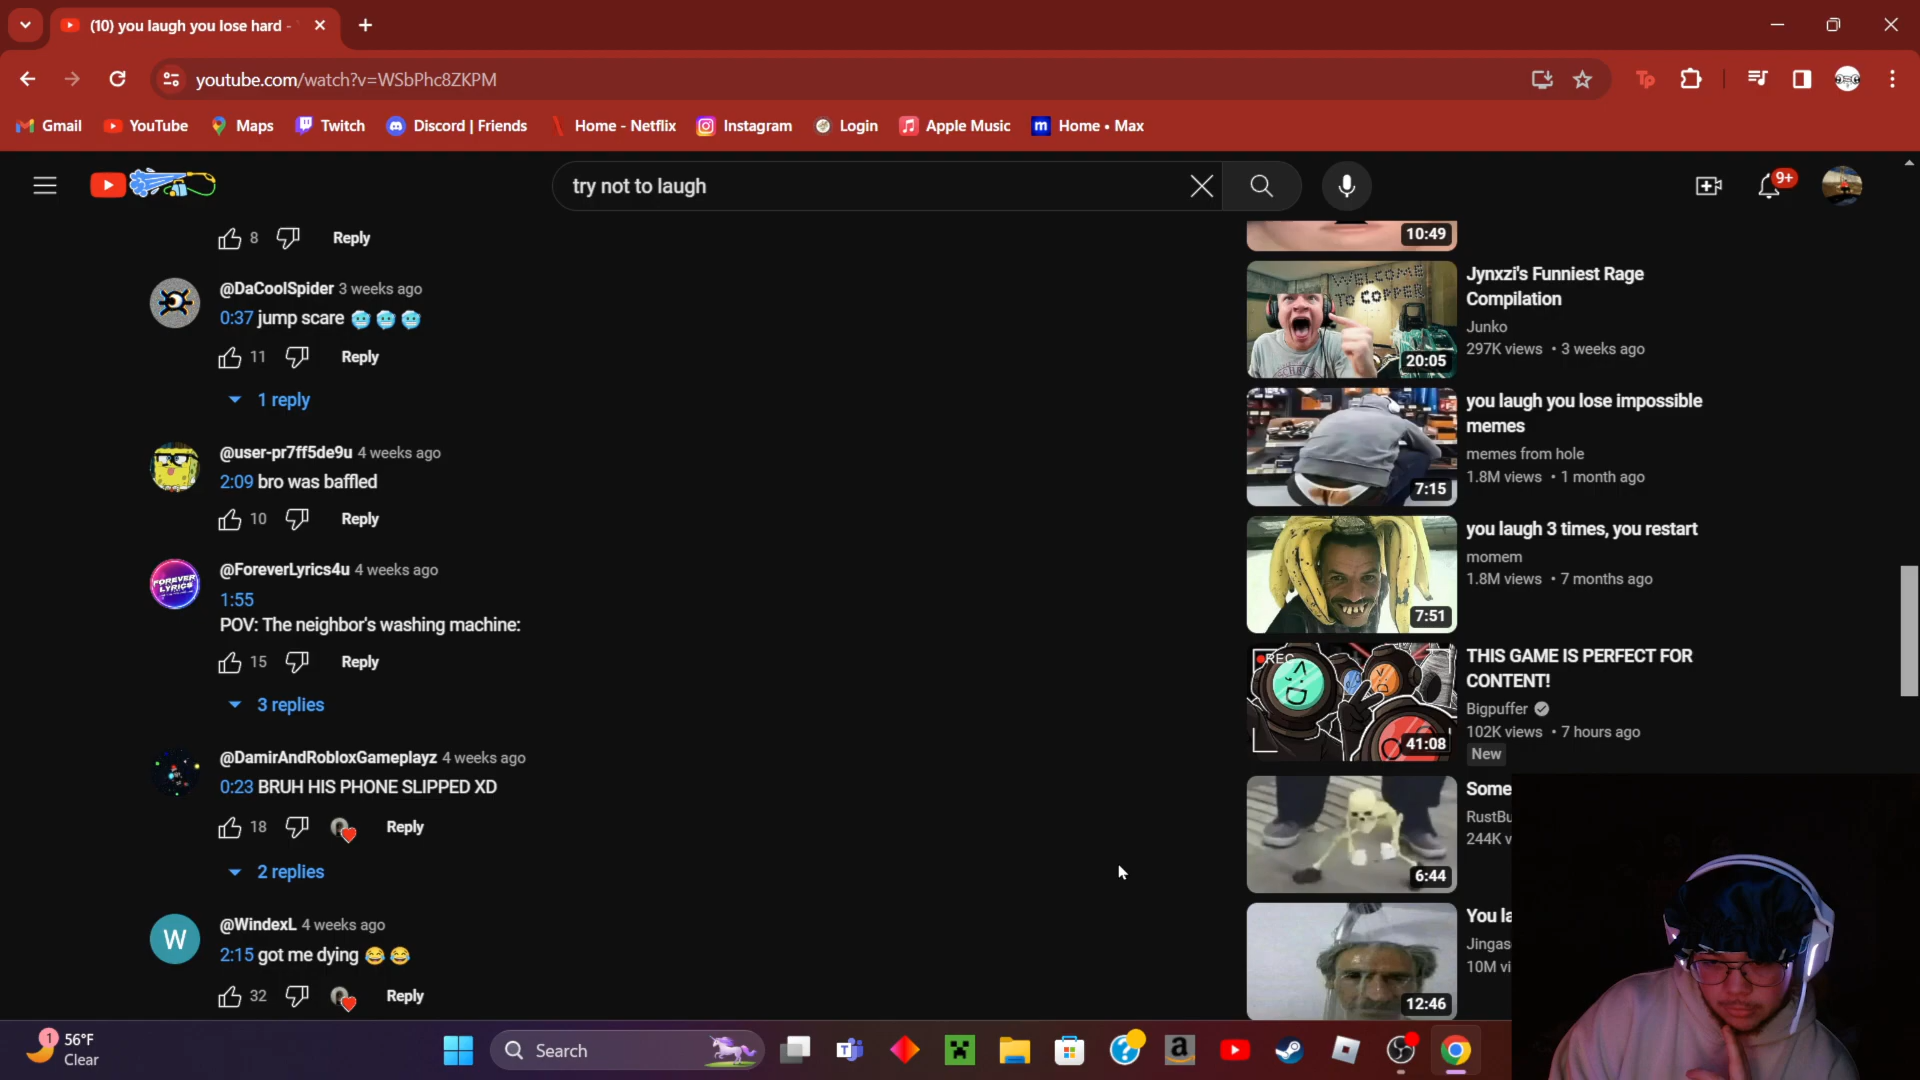 (10) you laugh you lose hard -
youtube.com/watch?v=WSbPhc8ZKPM
Tp
Gmail
YouTube
Maps
Twitch
Discord | Friends
Home - Netflix
Instagram
Login
Apple Music
m Home • Max
try not to laugh
9+
8 Reply
@DaCoolSpider 3 weeks ago
0:37 jump scare 🥶 🥶 🥶
11 Reply
1 reply
@user-pr7ff5de9u 4 weeks ago
2:09 bro was baffled
10 Reply
FOREVER
LYRICS
@ForeverLyrics4u 4 weeks ago
1:55
POV: The neighbor's washing machine:
15 Reply
3 replies
@DamirAndRobloxGameplayz 4 weeks ago
0:23 BRUH HIS PHONE SLIPPED XD
18 Reply
2 replies
W
@WindexL 4 weeks ago
2:15 got me dying 😂 😂
32 Reply
10:49
WELCOME
TO COPPER
20:05
Jynxzi's Funniest Rage
Compilation
Junko
297K views • 3 weeks ago
7:15
you laugh you lose impossible
memes
memes from hole
1.8M views • 1 month ago
7:51
you laugh 3 times, you restart
momem
1.8M views • 7 months ago
REC
41:08
THIS GAME IS PERFECT FOR
CONTENT!
Bigpuffer
102K views • 7 hours ago
New
6:44
Some
RustBu
244K v
12:46
You la
Jingas
10M vi
1
56°F
Clear
Search
T
a